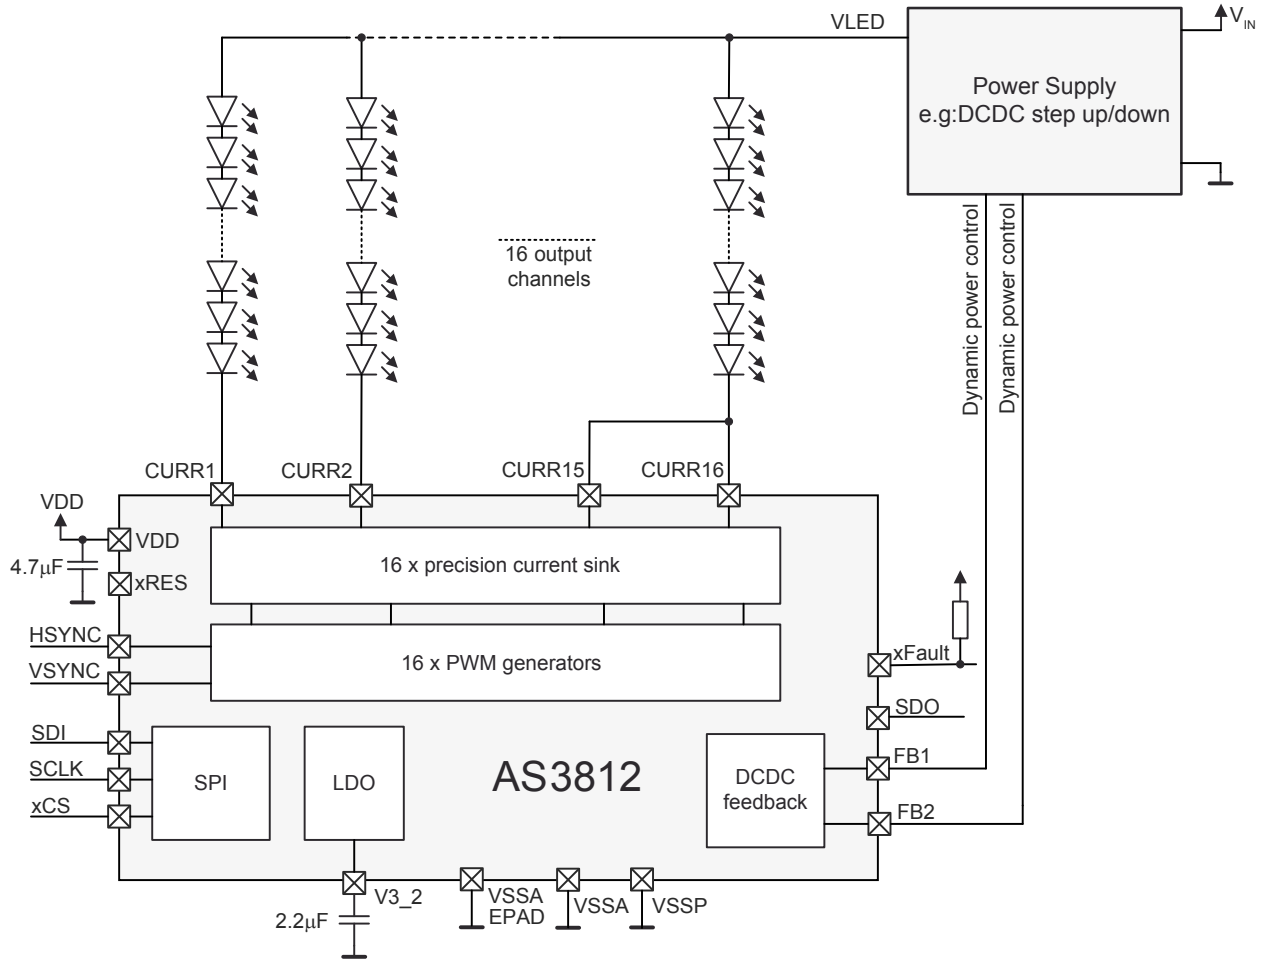 VLED
V_IN
Power Supply
e.g:DCDC step up/down
Dynamic power control
Dynamic power control
16 output
channels
CURR1
CURR2
CURR15
CURR16
VDD
VDD
4.7μF
xRES
16 x precision current sink
HSYNC
VSYNC
16 x PWM generators
xFault
SDO
SDI
SCLK
xCS
SPI
LDO
AS3812
DCDC
feedback
FB1
FB2
V3_2
2.2μF
VSSA
EPAD
VSSA
VSSP